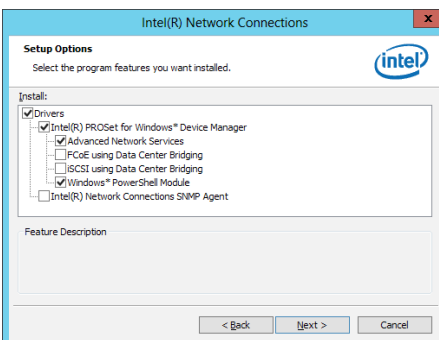 Intel(R) Network Connections
x
Setup Options
Select the program features you want installed.
intel
Install:
Drivers
Intel(R) PROSet for Windows* Device Manager
Advanced Network Services
FCoE using Data Center Bridging
iSCSI using Data Center Bridging
Windows* PowerShell Module
Intel(R) Network Connections SNMP Agent
Feature Description
< Back Next > Cancel